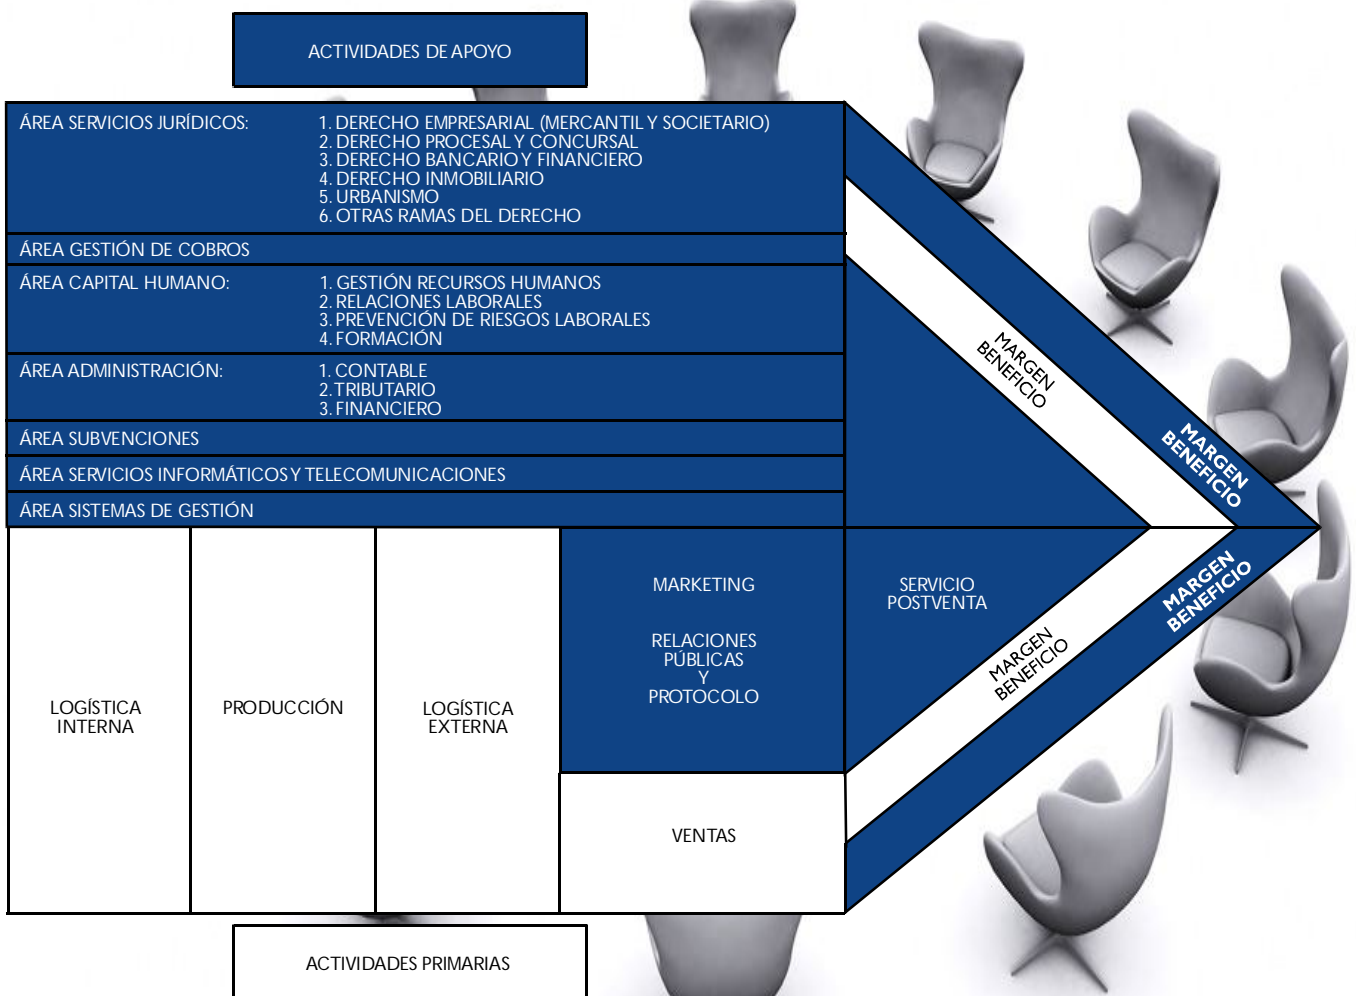 ACTIVIDADES DE APOYO
ÁREA SERVICIOS JURÍDICOS:
1. DERECHO EMPRESARIAL (MERCANTIL Y SOCIETARIO)
2. DERECHO PROCESAL Y CONCURSAL
3. DERECHO BANCARIO Y FINANCIERO
4. DERECHO INMOBILIARIO
5. URBANISMO
6. OTRAS RAMAS DEL DERECHO
ÁREA GESTIÓN DE COBROS
ÁREA CAPITAL HUMANO:
1. GESTIÓN RECURSOS HUMANOS
2. RELACIONES LABORALES
3. PREVENCIÓN DE RIESGOS LABORALES
4. FORMACIÓN
ÁREA ADMINISTRACIÓN:
1. CONTABLE
2. TRIBUTARIO
3. FINANCIERO
ÁREA SUBVENCIONES
ÁREA SERVICIOS INFORMÁTICOS Y TELECOMUNICACIONES
ÁREA SISTEMAS DE GESTIÓN
MARGEN
BENEFICIO
MARGEN
BENEFICIO
LOGÍSTICA
INTERNA
PRODUCCIÓN
LOGÍSTICA
EXTERNA
MARKETING
RELACIONES
PÚBLICAS
Y
PROTOCOLO
VENTAS
SERVICIO
POSTVENTA
MARGEN
BENEFICIO
MARGEN
BENEFICIO
ACTIVIDADES PRIMARIAS